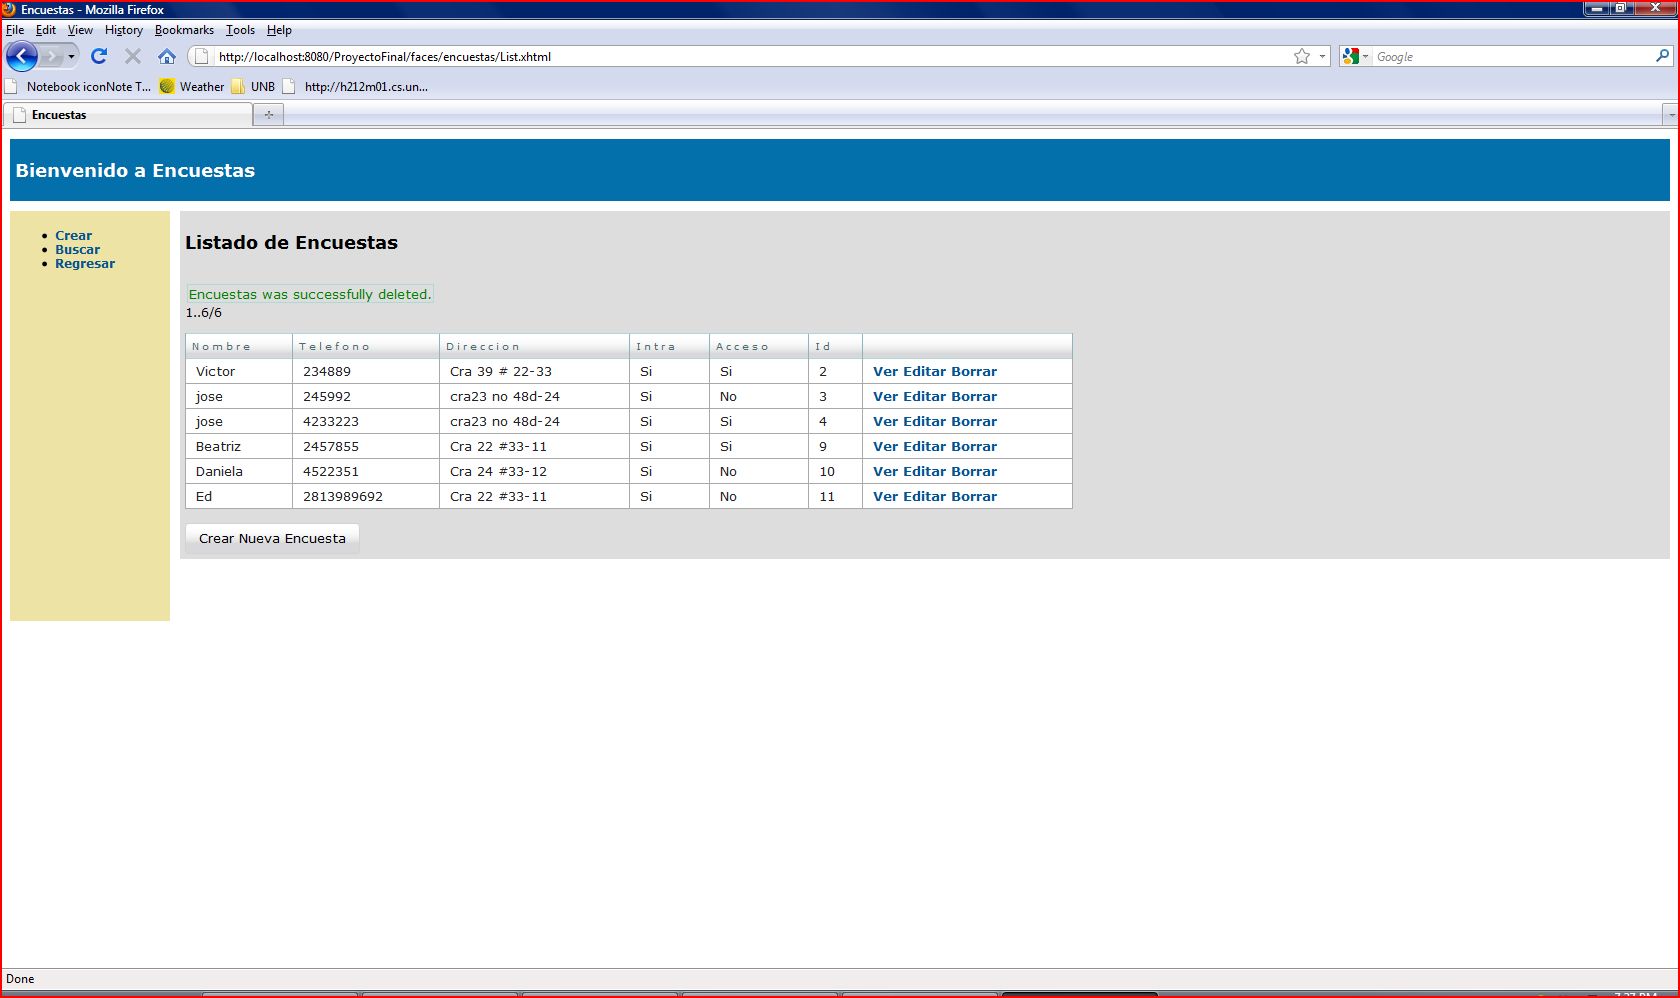 Encuestas - Mozilla Firefox
File Edit View History Bookmarks Tools Help
http://localhost:8080/ProyectoFinal/faces/encuestas/List.xhtml Google
Notebook iconNote T... Weather UNB http://h212m01.cs.un...
Encuestas
Bienvenido a Encuestas
Crear
Buscar
Regresar
Listado de Encuestas
Encuestas was successfully deleted.
1..6/6
Nombre Telefono Direccion Intra Acceso Id
Victor 234889 Cra 39 # 22-33 Si Si 2 Ver Editar Borrar
jose 245992 cra23 no 48d-24 Si No 3 Ver Editar Borrar
jose 4233223 cra23 no 48d-24 Si Si 4 Ver Editar Borrar
Beatriz 2457855 Cra 22 #33-11 Si Si 9 Ver Editar Borrar
Daniela 4522351 Cra 24 #33-12 Si No 10 Ver Editar Borrar
Ed 2813989692 Cra 22 #33-11 Si No 11 Ver Editar Borrar
Crear Nueva Encuesta
Done